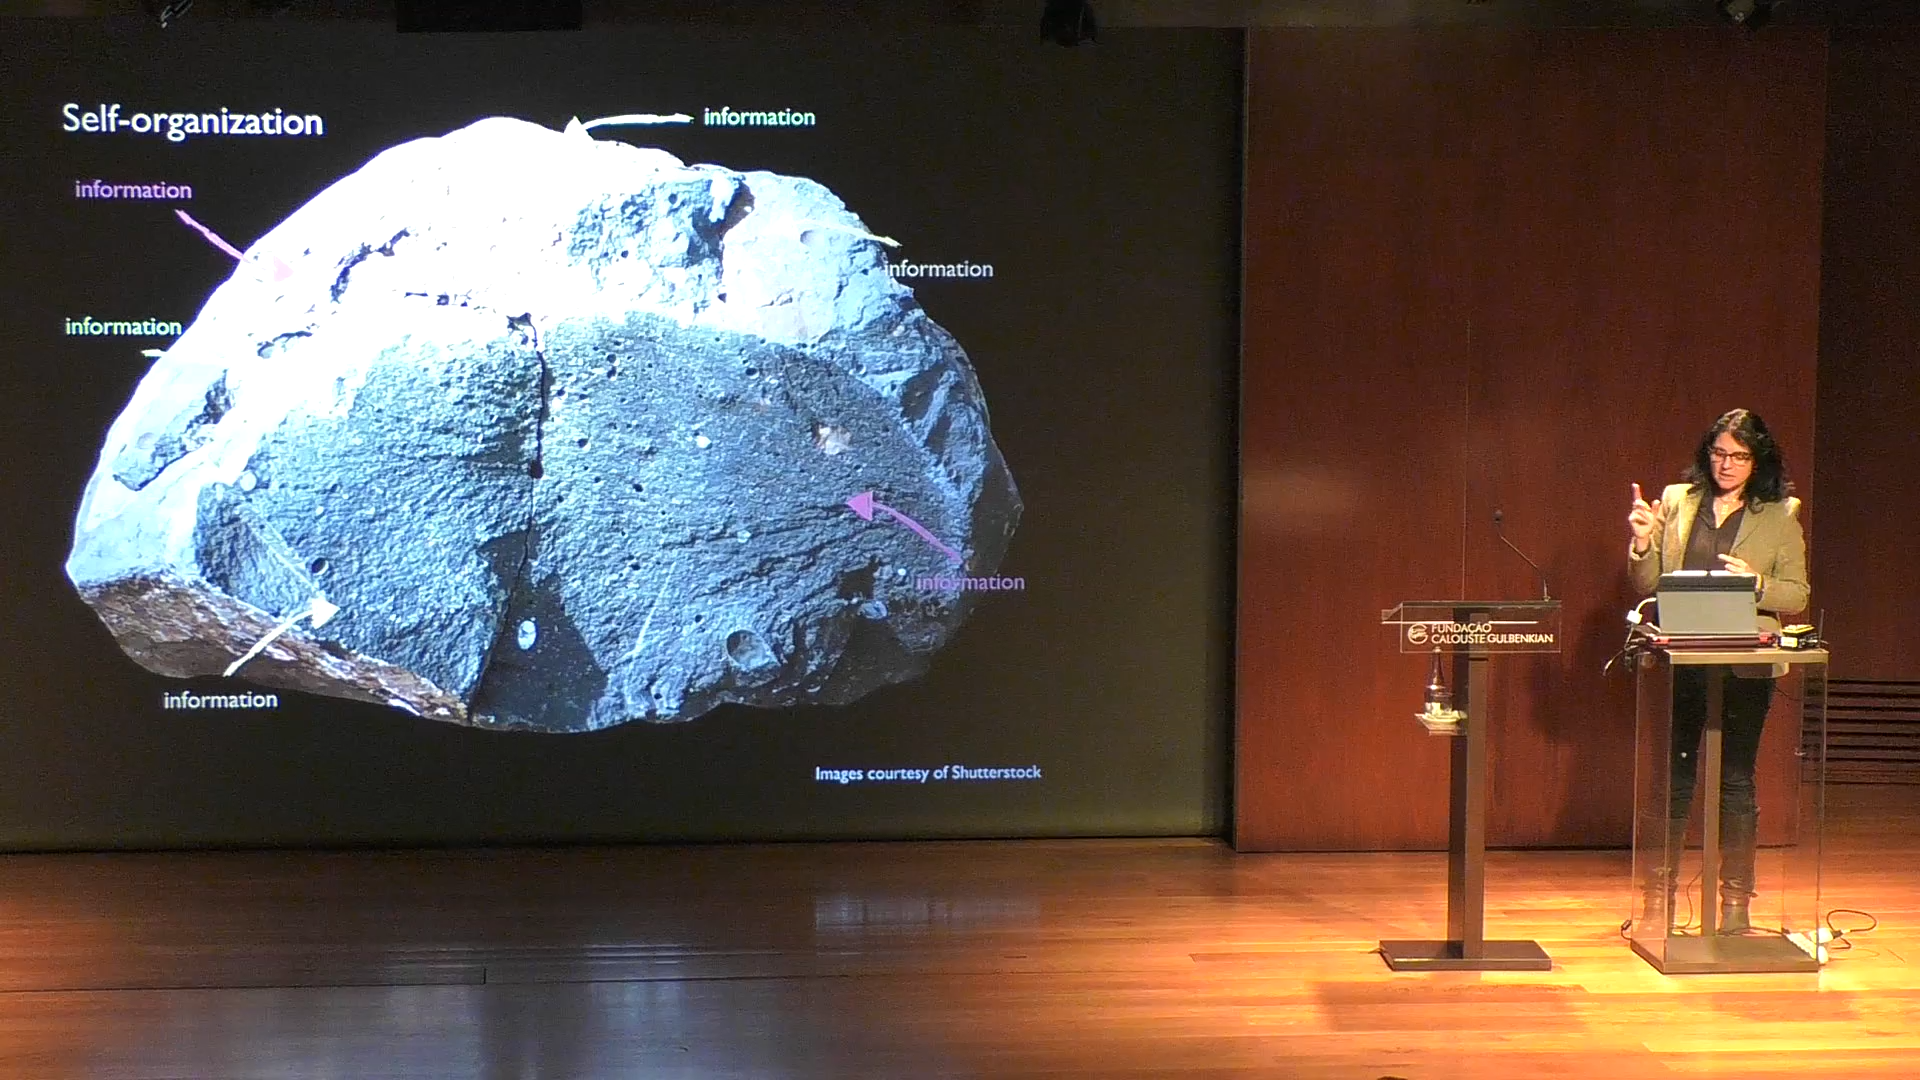 Self-organization
information
information
information
information
information
information
Images courtesy of Shutterstock
FUNDAÇÃO
CALOUSTE GULBENKIAN